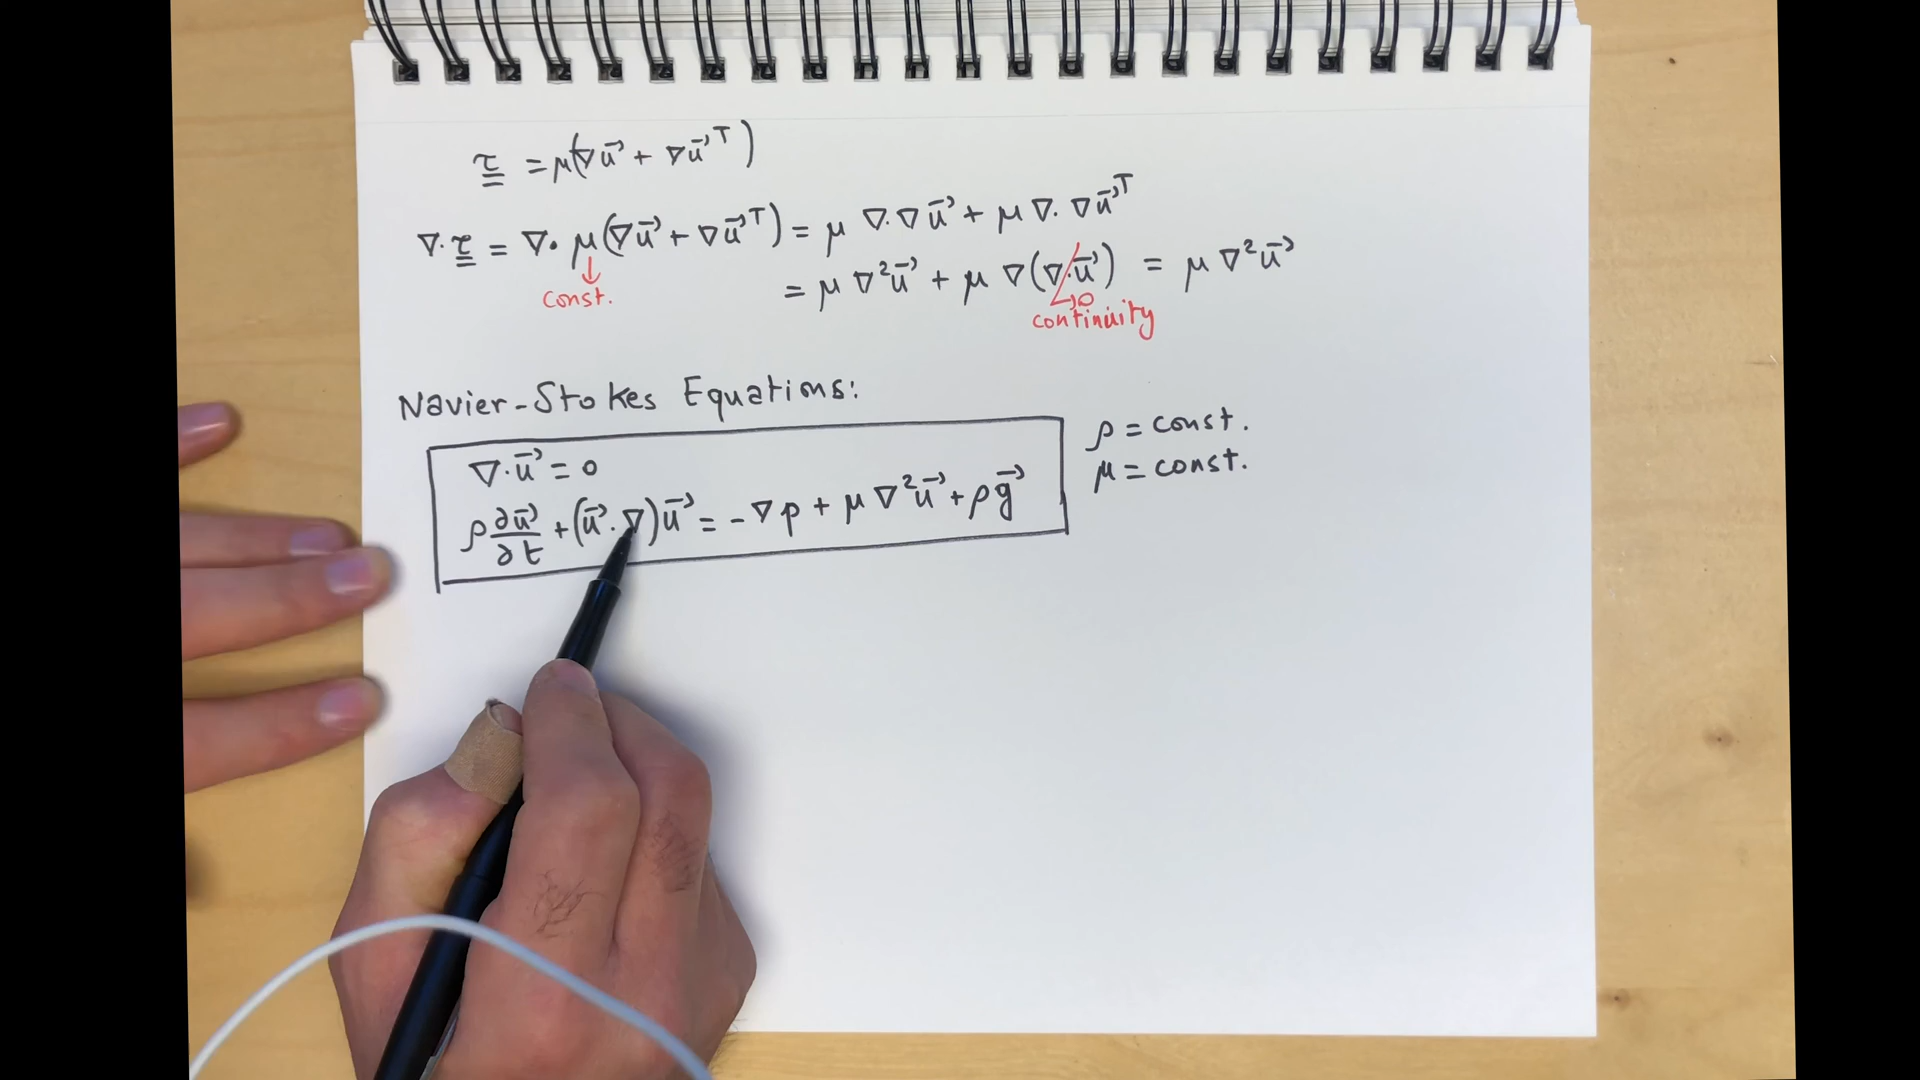 τ = μ(∇u⃗ + ∇u⃗ᵀ)
∇·τ = ∇·μ(∇u⃗ + ∇u⃗ᵀ) = μ ∇·∇u⃗ + μ∇·∇u⃗ᵀ
= μ∇²u⃗ + μ∇(∇·u⃗) = μ∇²u⃗
const.
→0
continuity
Navier-Stokes Equations:
∇·u⃗ = 0
ρ ∂u⃗/∂t + (u⃗·∇)u⃗ = -∇p + μ∇²u⃗ + ρg⃗
ρ = const.
μ = const.